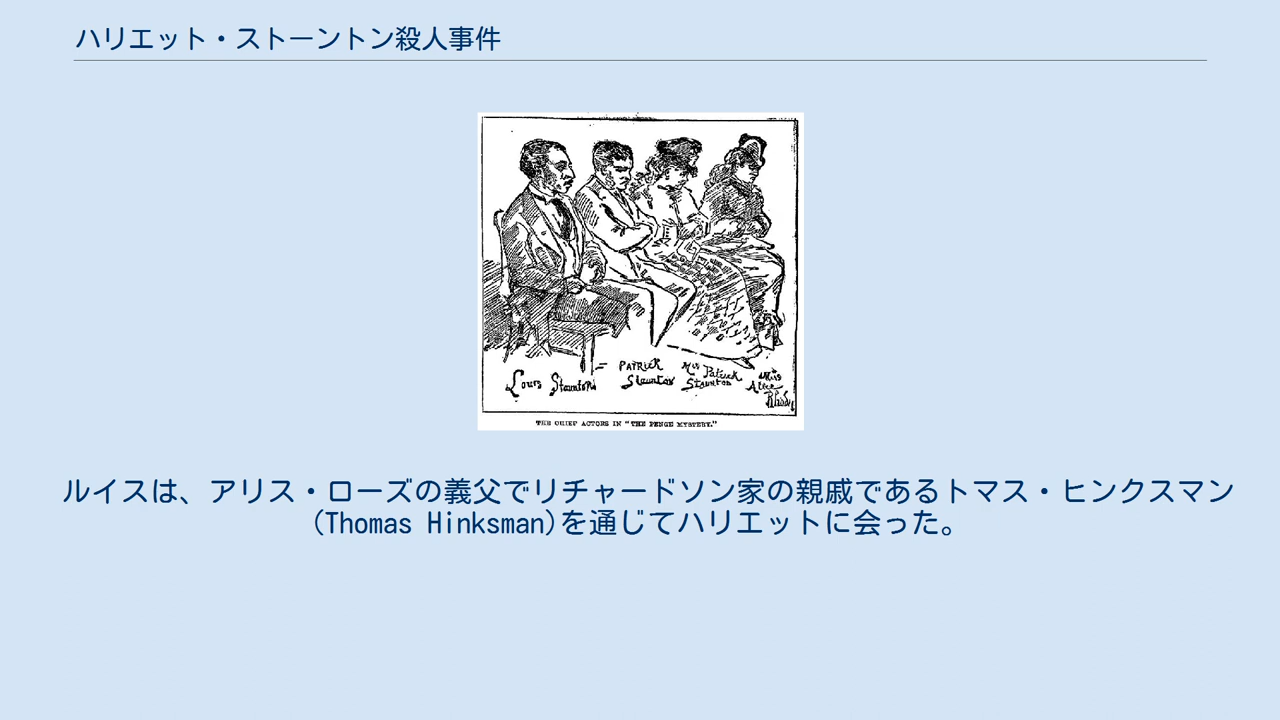 ハリエット・ストーントン殺人事件
Louis Staunton
PATRICK
Staunton
Mrs Patrick
Staunton
Miss
Alice
Rhodes
THE CHIEF ACTORS IN "THE PENGE MYSTERY."
ルイスは、アリス・ローズの義父でリチャードソン家の親戚であるトマス・ヒンクスマン
(Thomas Hinksman)を通じてハリエットに会った。